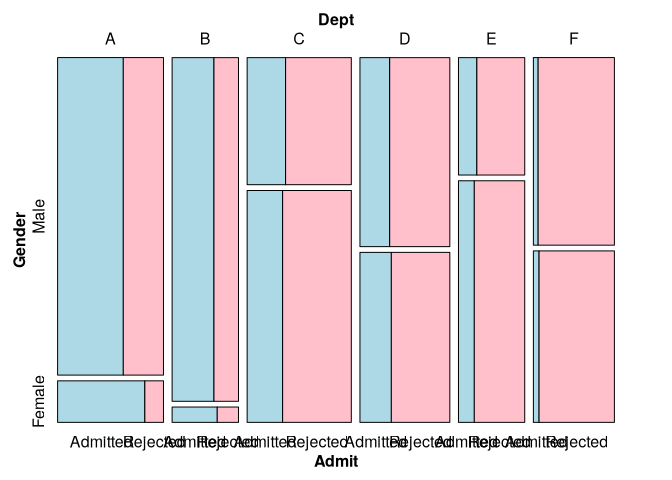 Dept
A B C D E F
Gender
Male
Female
Admitted Rejected Admitted Rejected Admitted Rejected Admitted Rejected Admitted Rejected Admitted Rejected
Admit